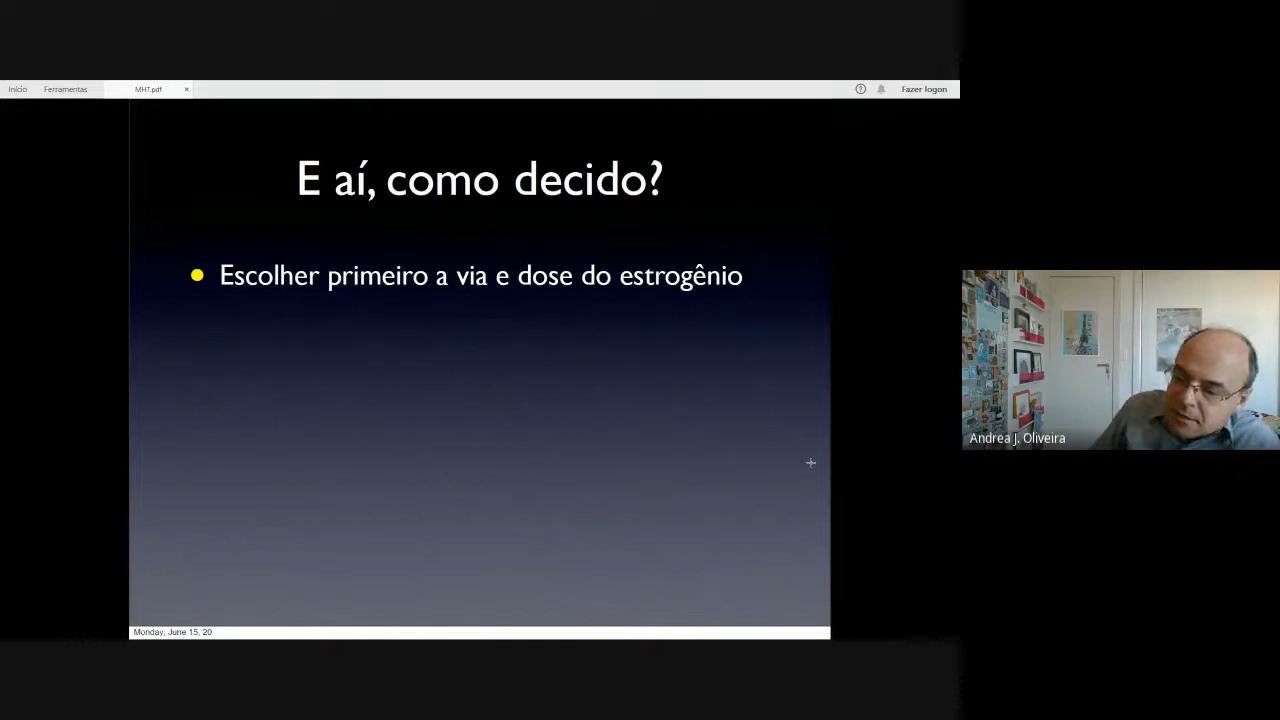 Início Ferramentas MHT.pdf × ? Fazer logon
E aí, como decido?
Escolher primeiro a via e dose do estrogênio
Andrea J. Oliveira
Monday, June 15, 20